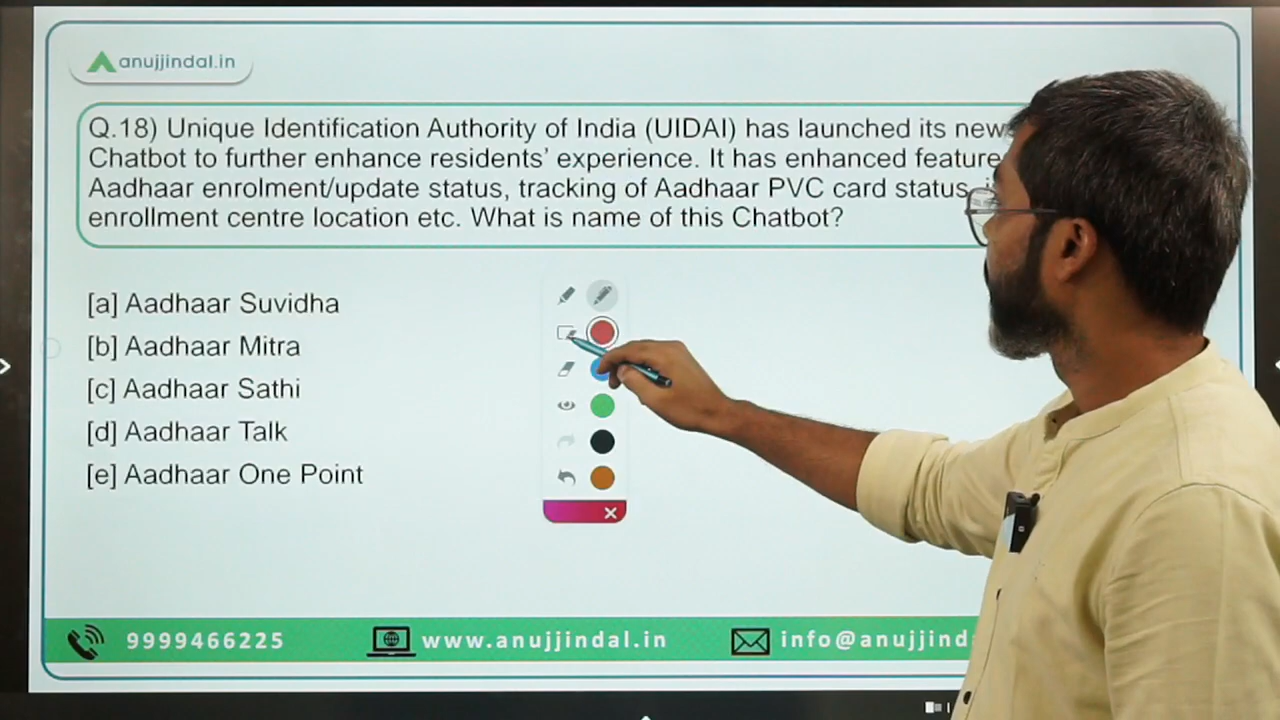 anujjindal.in
Q.18) Unique Identification Authority of India (UIDAI) has launched its new
Chatbot to further enhance residents' experience. It has enhanced feature
Aadhaar enrolment/update status, tracking of Aadhaar PVC card status,
enrollment centre location etc. What is name of this Chatbot?
[a] Aadhaar Suvidha
[b] Aadhaar Mitra
[c] Aadhaar Sathi
[d] Aadhaar Talk
[e] Aadhaar One Point
9999466225
www.anujjindal.in
info@anujjind